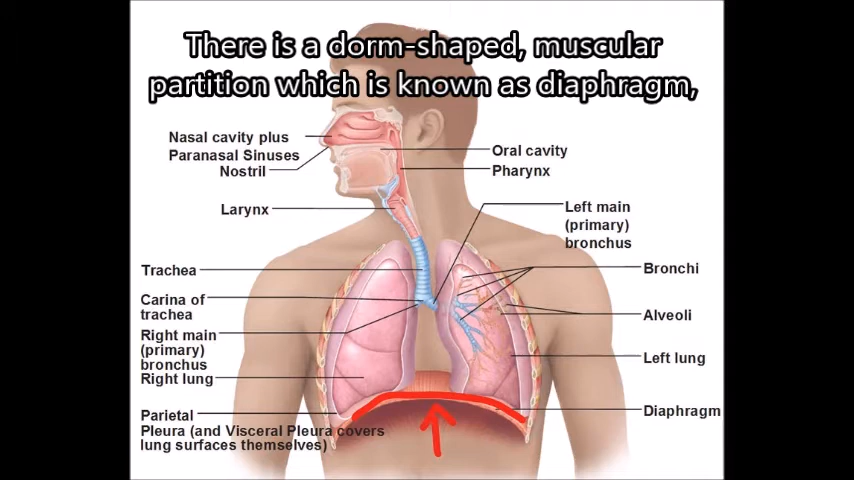 There is a dorm-shaped, muscular
partition which is known as diaphragm,
Nasal cavity plus
Paranasal Sinuses
Nostril
Oral cavity
Pharynx
Larynx
Left main
(primary)
bronchus
Trachea
Bronchi
Carina of
trachea
Alveoli
Right main
(primary)
bronchus
Left lung
Right lung
Diaphragm
Parietal
Pleura (and Visceral Pleura covers
lung surfaces themselves)